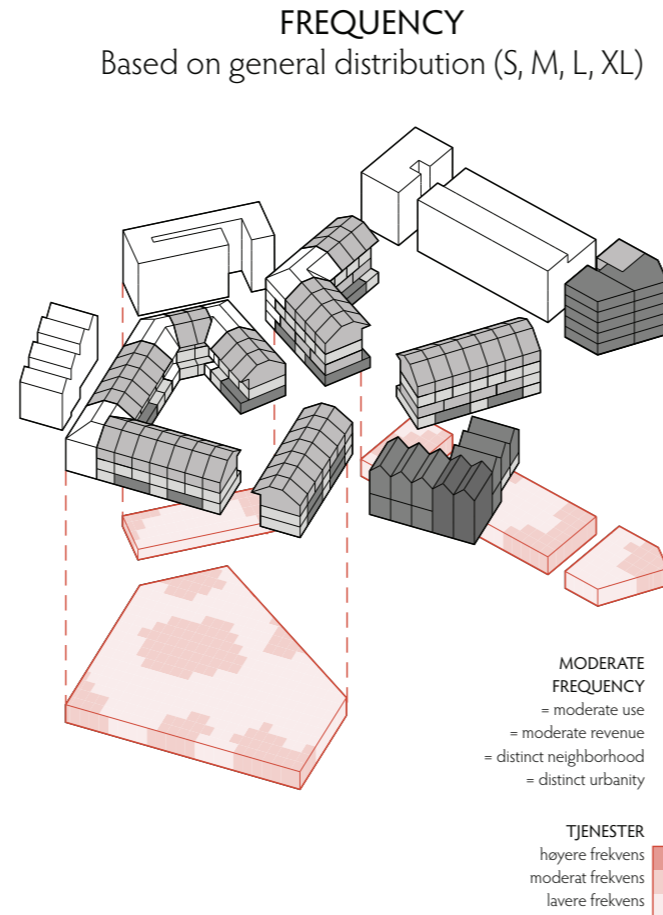 FREQUENCY
Based on general distribution (S, M, L, XL)
MODERATE
FREQUENCY
= moderate use
= moderate revenue
= distinct neighborhood
= distinct urbanity
TJENESTER
høyere frekvens
moderat frekvens
lavere frekvens